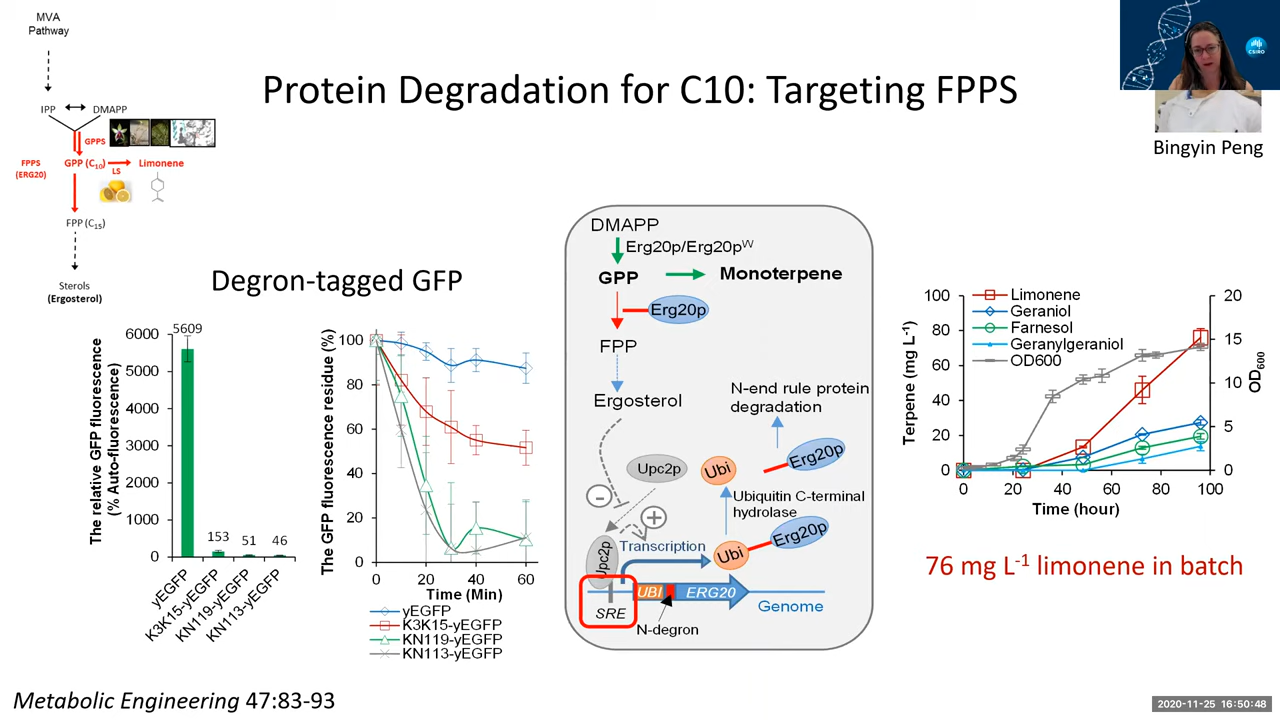 MVA
Pathway
IPP
DMAPP
GPPS
FPPS
(ERG20)
GPP (C10)
LS
Limonene
FPP (C15)
Sterols
(Ergosterol)
Protein Degradation for C10: Targeting FPPS
CSIRO
Bingyin Peng
Degron-tagged GFP
The relative GFP fluorescence
(% Auto-fluorescence)
6000
5000
4000
3000
2000
1000
0
5609
153
51
46
yEGFP
K3K15-yEGFP
KN119-yEGFP
KN113-yEGFP
The GFP fluorescence residue (%)
100
80
60
40
20
0
0
20
40
60
Time (Min)
yEGFP
K3K15-yEGFP
KN119-yEGFP
KN113-yEGFP
DMAPP
Erg20p/Erg20pW
GPP
Monoterpene
Erg20p
FPP
Ergosterol
N-end rule protein
degradation
Upc2p
Ubi
Erg20p
Ubiquitin C-terminal
hydrolase
Erg20p
Upc2p
Transcription
Ubi
SRE
UBI
ERG20
Genome
N-degron
Terpene (mg L-1)
100
80
60
40
20
0
Limonene
Geraniol
Farnesol
Geranylgeraniol
OD600
20
15
10
5
0
OD600
0
20
40
60
80
100
Time (hour)
76 mg L-1 limonene in batch
Metabolic Engineering 47:83-93
2020-11-25 16:50:48